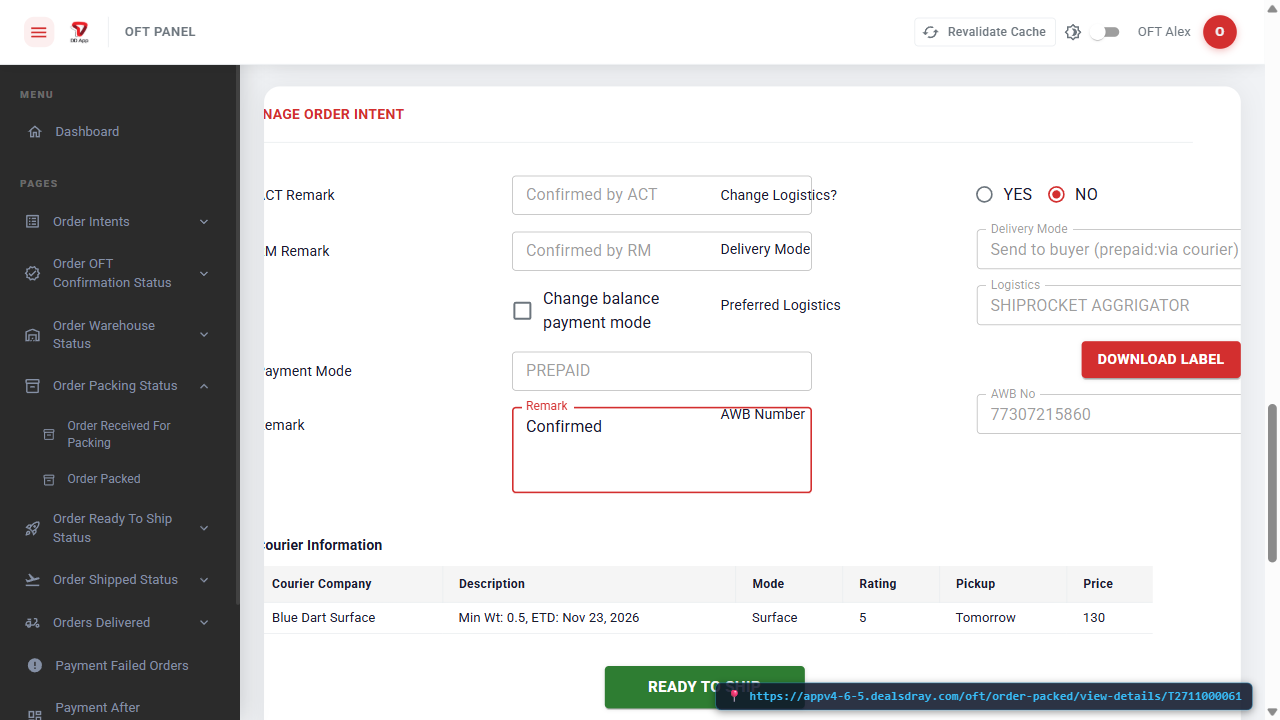 DD App
OFT PANEL
Revalidate Cache
OFT Alex
O
MENU
Dashboard
PAGES
Order Intents
Order OFT
Confirmation Status
Order Warehouse
Status
Order Packing Status
Order Received For
Packing
Order Packed
Order Ready To Ship
Status
Order Shipped Status
Orders Delivered
Payment Failed Orders
Payment After
NAGE ORDER INTENT
CT Remark
Confirmed by ACT
Change Logistics?
YES
NO
M Remark
Confirmed by RM
Delivery Mode
Delivery Mode
Send to buyer (prepaid:via courier)
Change balance
payment mode
Preferred Logistics
Logistics
SHIPROCKET AGGRIGATOR
DOWNLOAD LABEL
ayment Mode
PREPAID
emark
Remark
Confirmed
AWB Number
AWB No
77307215860
ourier Information
Courier Company Description Mode Rating Pickup Price
Blue Dart Surface Min Wt: 0.5, ETD: Nov 23, 2026 Surface 5 Tomorrow 130
READY TO SHIP
https://appv4-6-5.dealsdray.com/oft/order-packed/view-details/T2711000061